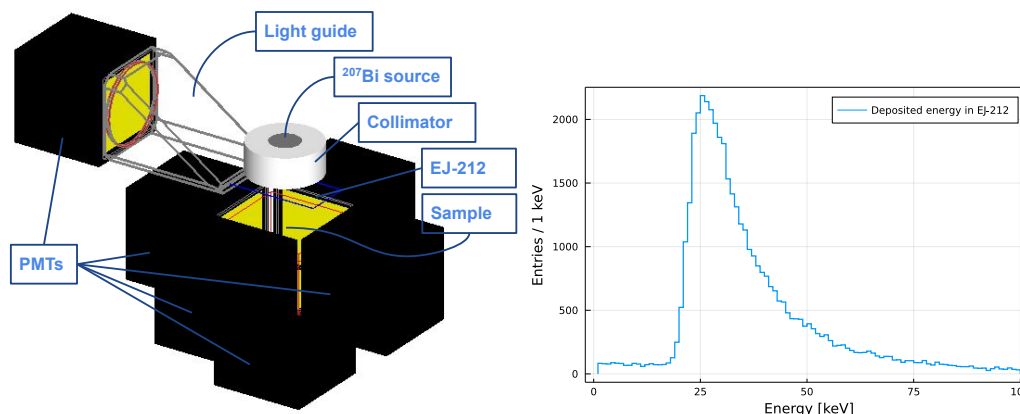 Light guide
²⁰⁷Bi source
Collimator
EJ-212
Sample
PMTs
Deposited energy in EJ-212
Entries / 1 keV
2000
1500
1000
500
0
0
25
50
75
Energy [keV]